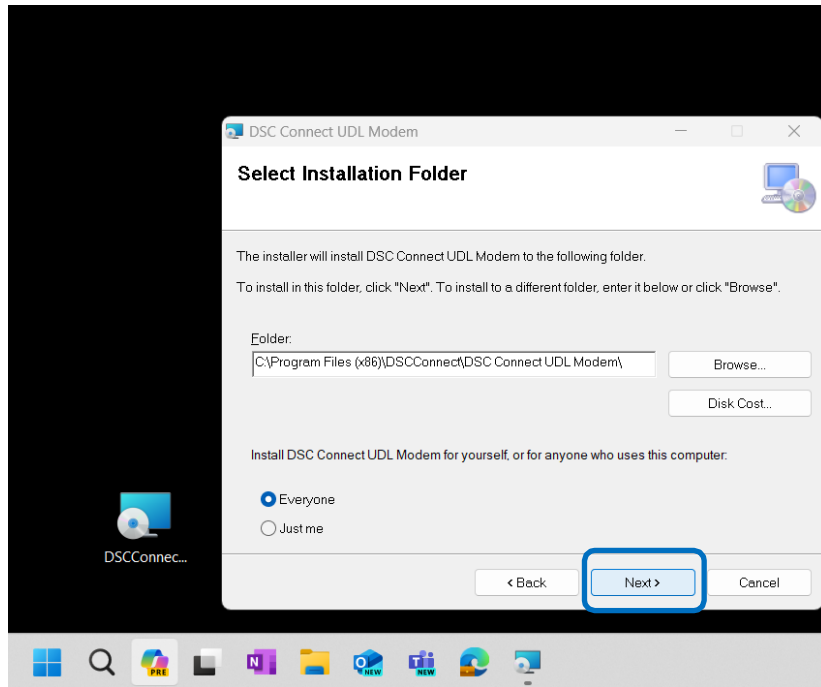 DSC Connect UDL Modem
Select Installation Folder
The installer will install DSC Connect UDL Modem to the following folder.
To install in this folder, click "Next". To install to a different folder, enter it below or click "Browse".
Folder:
C:\Program Files (x86)\DSCConnect\DSC Connect UDL Modem\
Browse...
Disk Cost...
Install DSC Connect UDL Modem for yourself, or for anyone who uses this computer:
Everyone
Just me
DSCConnec...
< Back
Next >
Cancel
PRE
N
NEW
NEW